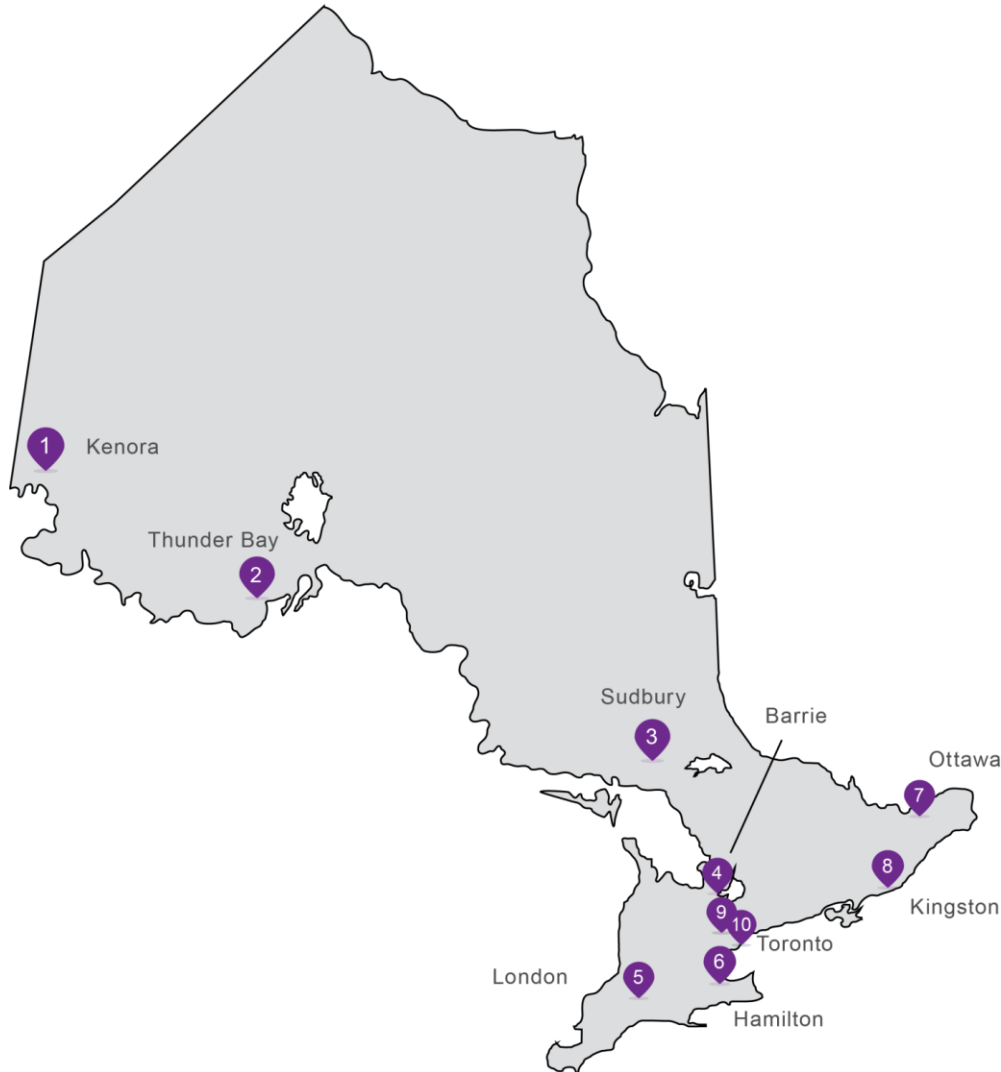 1
Kenora
Thunder Bay
2
Sudbury
3
Barrie
Ottawa
7
4
8
Kingston
9
10
Toronto
6
London
5
Hamilton